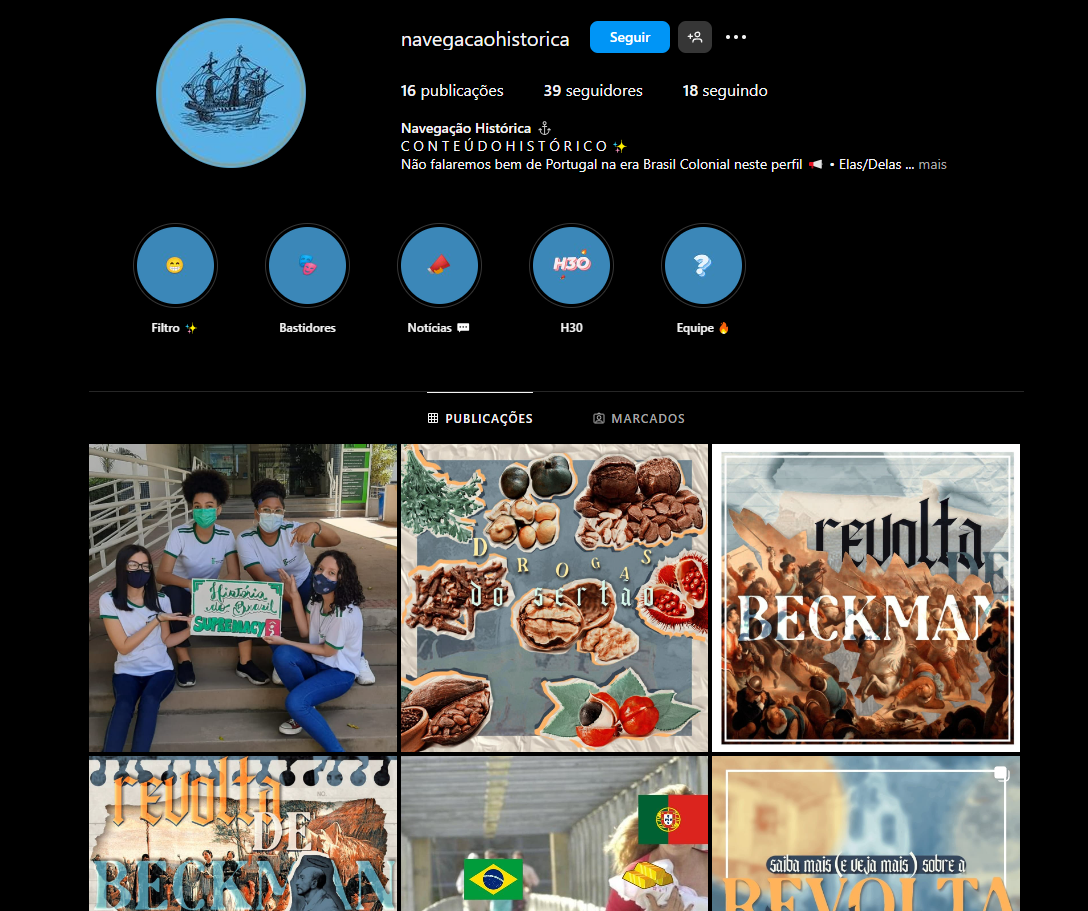 navegacaohistorica
Seguir
16 publicações 39 seguidores 18 seguindo
Navegação Histórica ⚓
C O N T E Ú D O H I S T Ó R I C O ✨
Não falaremos bem de Portugal na era Brasil Colonial neste perfil 📢 • Elas/Delas ... mais
H30
Filtro ✨
Bastidores
Notícias 💬
H30
Equipe 🔥
PUBLICAÇÕES
MARCADOS
História
do Brasil
SUPREMACY
DROGAS
do sertão
revolta
DE
BECKMAN
revolta
DE
BECKMAN
saiba mais (e veja mais) sobre a
REVOLTA